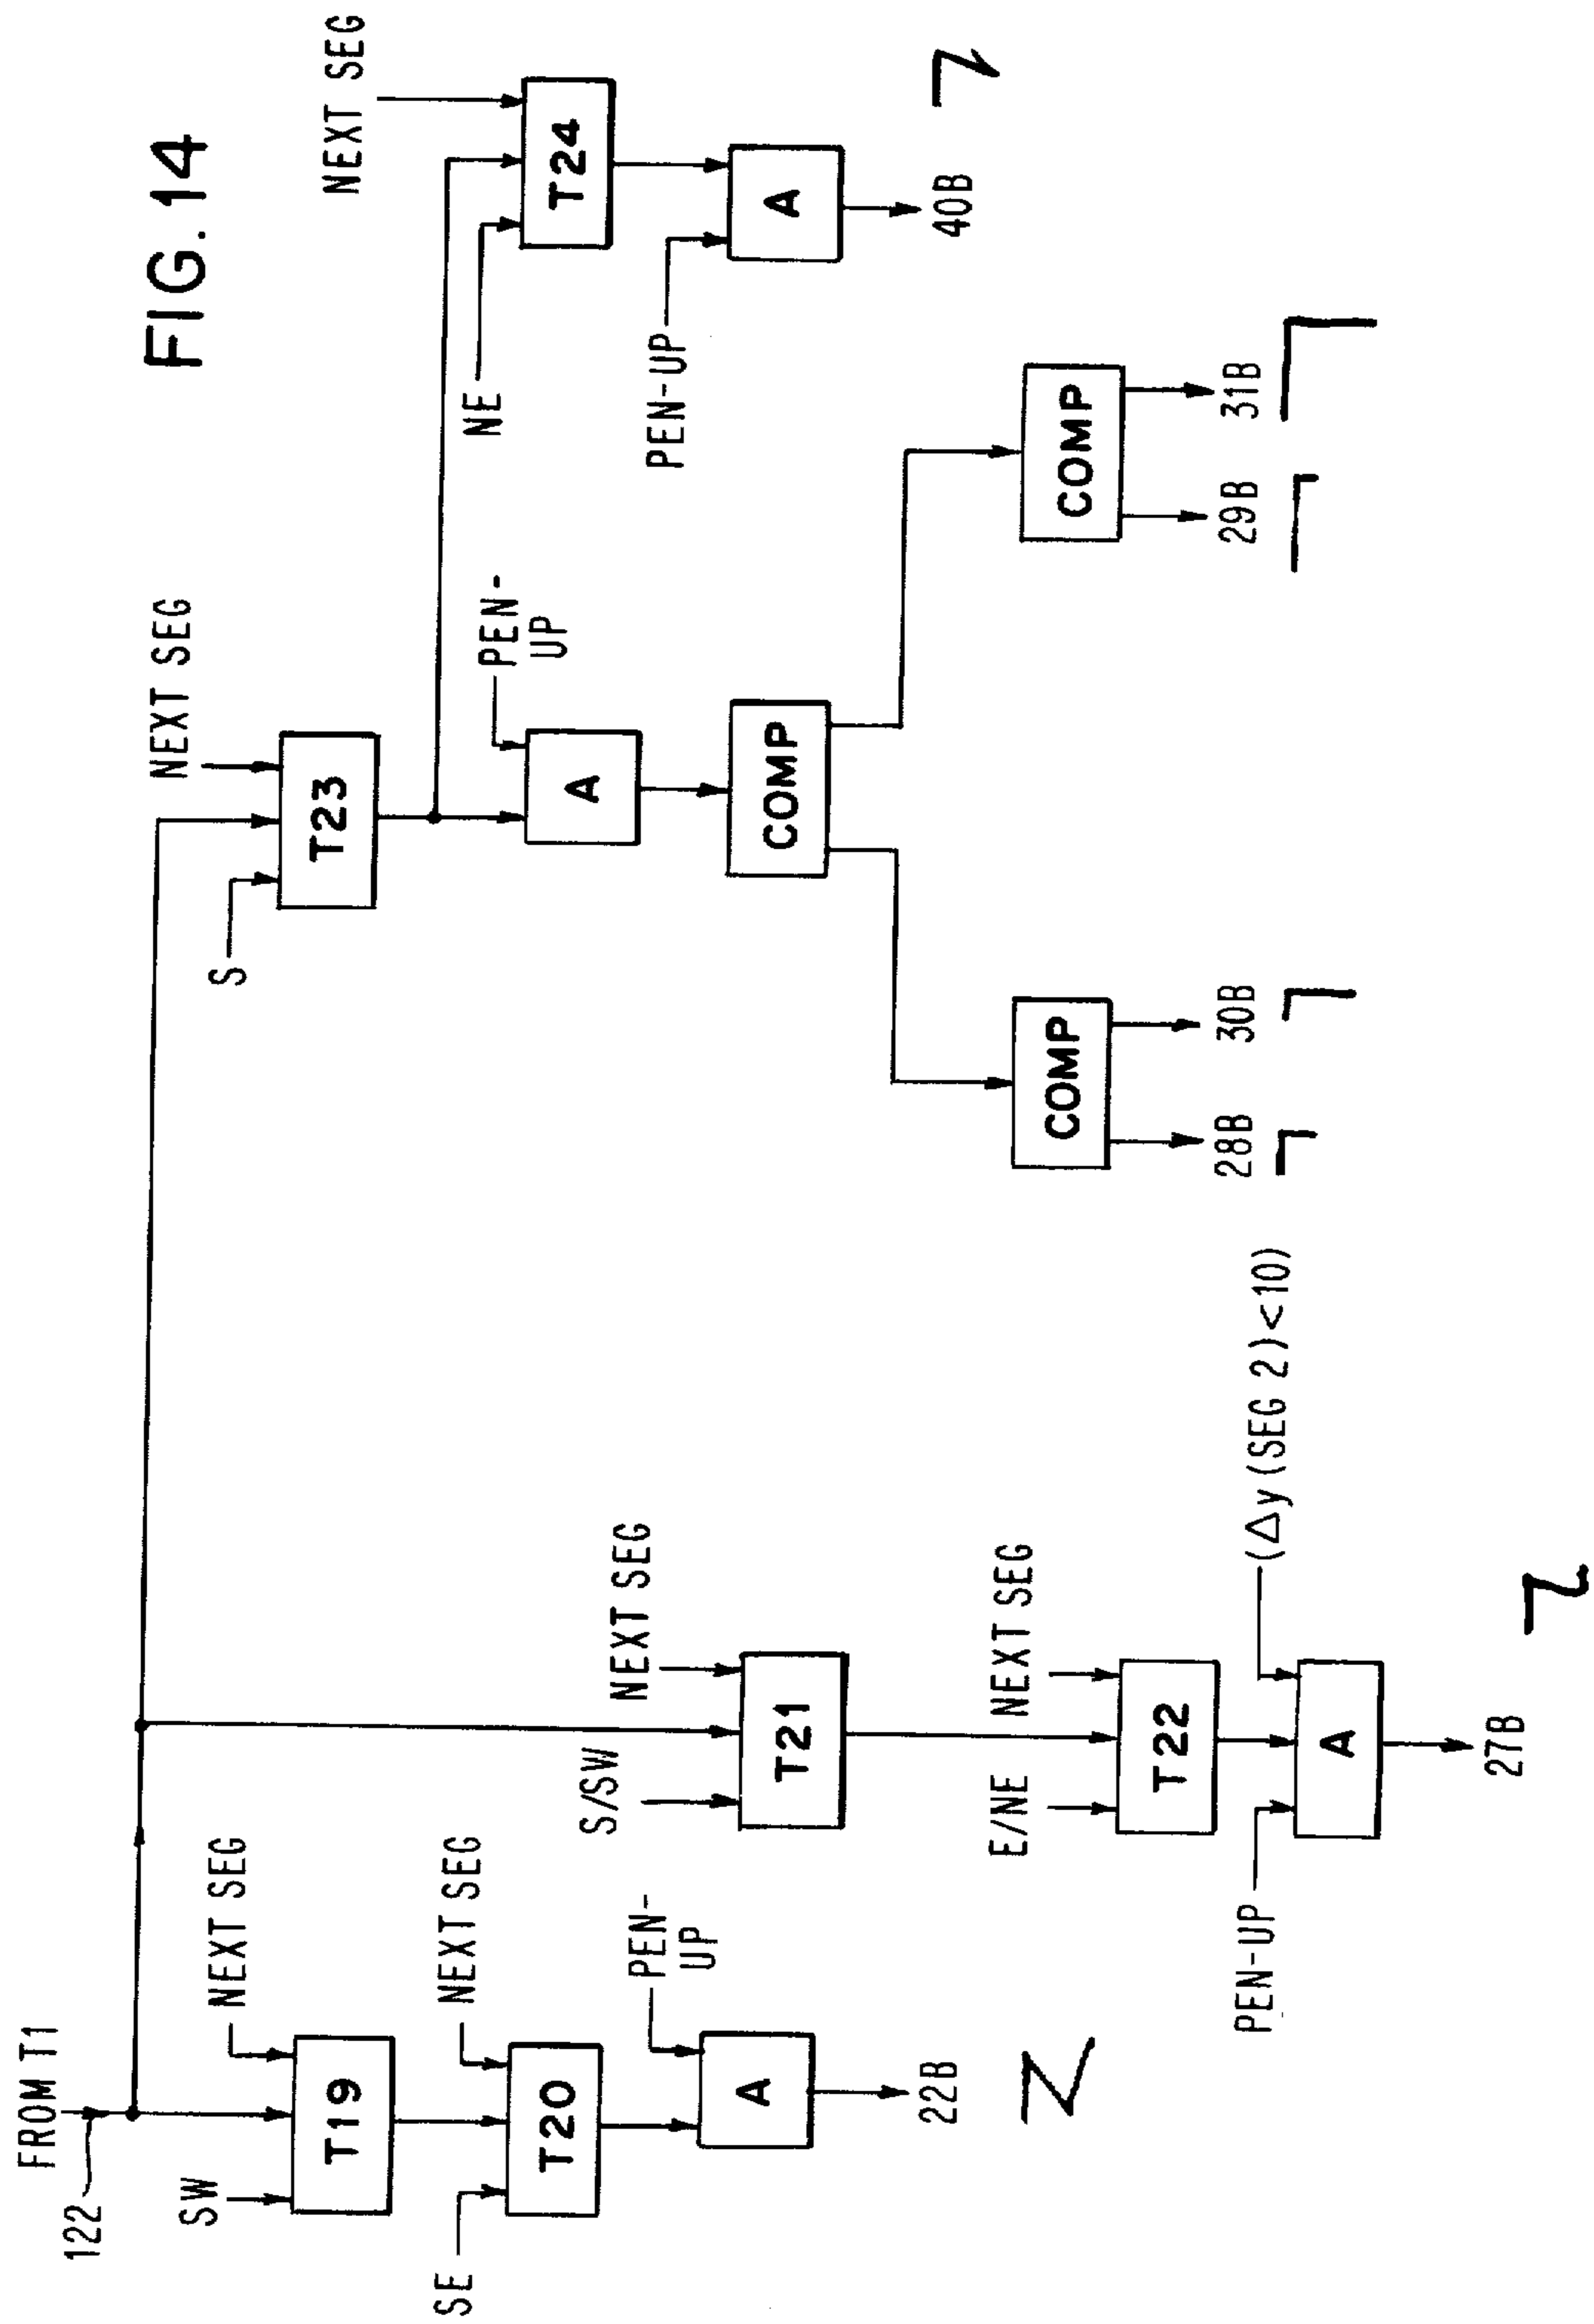 FIG. 14
FROM T1
122
SW
NEXT SEG
T19
SE
NEXT SEG
T20
PEN-
UP
A
22B
S/SW
NEXT SEG
T21
E/NE
NEXT SEG
T22
PEN-UP
(Δy (SEG 2)<10)
A
27B
S
NEXT SEG
T23
PEN-
UP
A
COMP
COMP
28B
30B
COMP
29B
31B
NE
NEXT SEG
T24
PEN-UP
A
40B